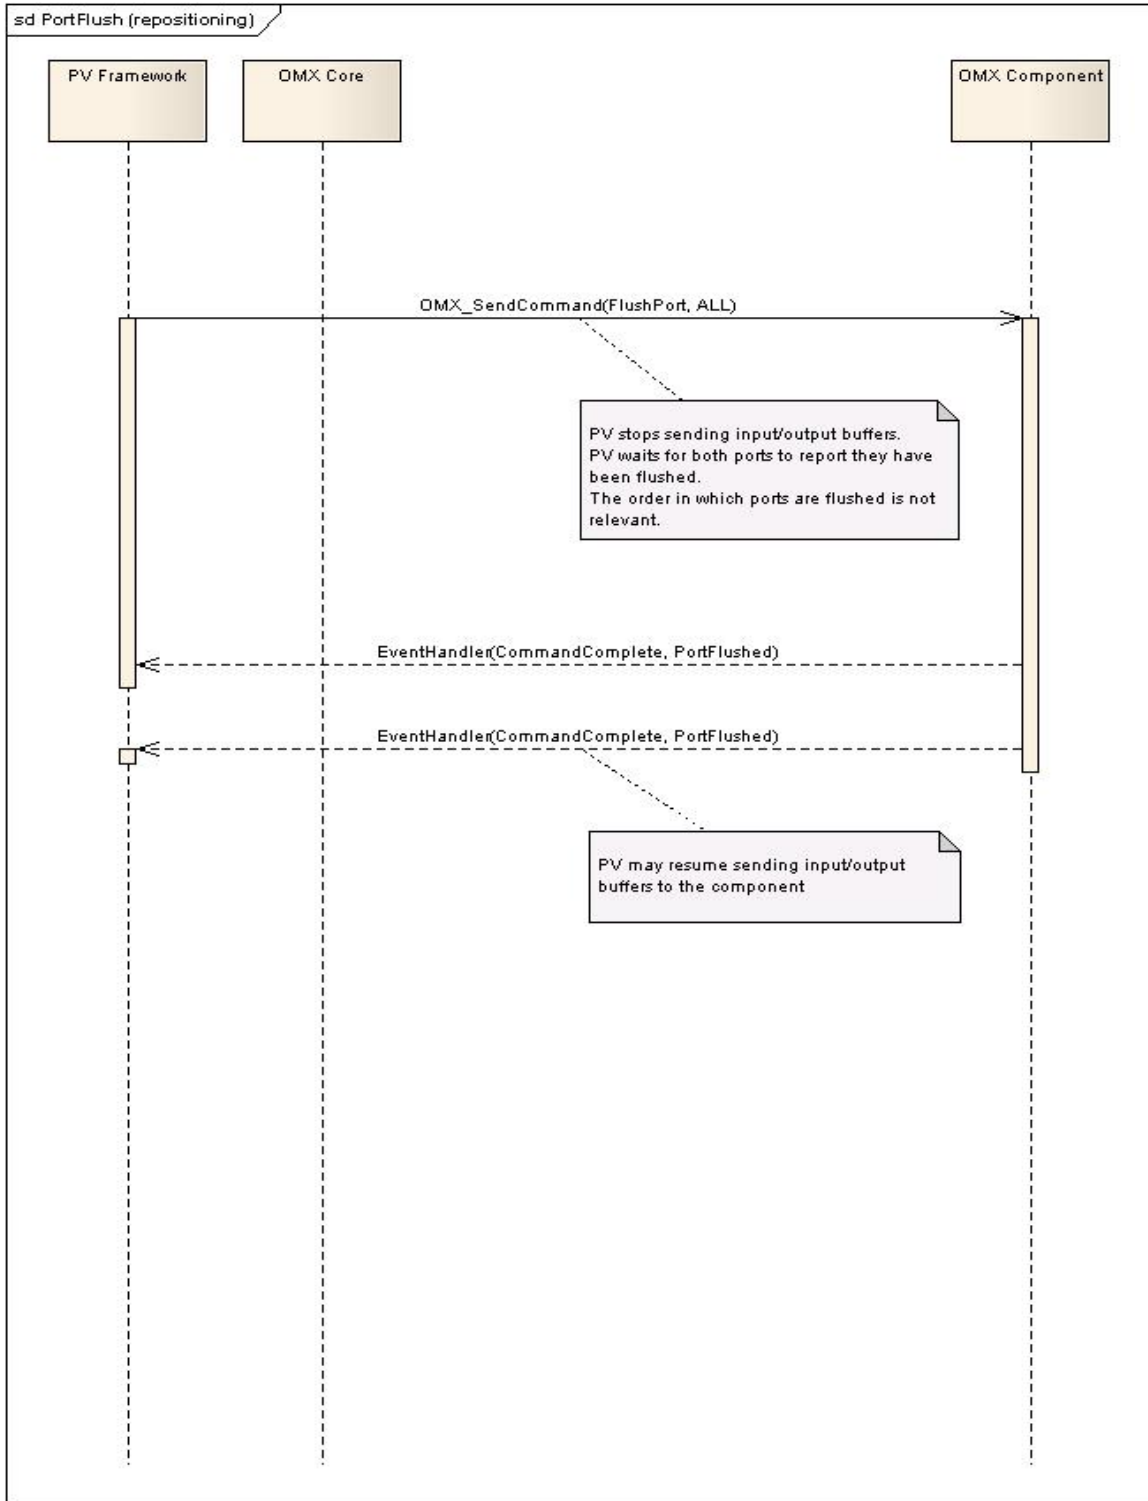 sd PortFlush (repositioning)
PV Framework
OMX Core
OMX Component
OMX_SendCommand(FlushPort, ALL)
PV stops sending input/output buffers.
PV waits for both ports to report they have
been flushed.
The order in which ports are flushed is not
relevant.
EventHandler(CommandComplete, PortFlushed)
EventHandler(CommandComplete, PortFlushed)
PV may resume sending input/output
buffers to the component